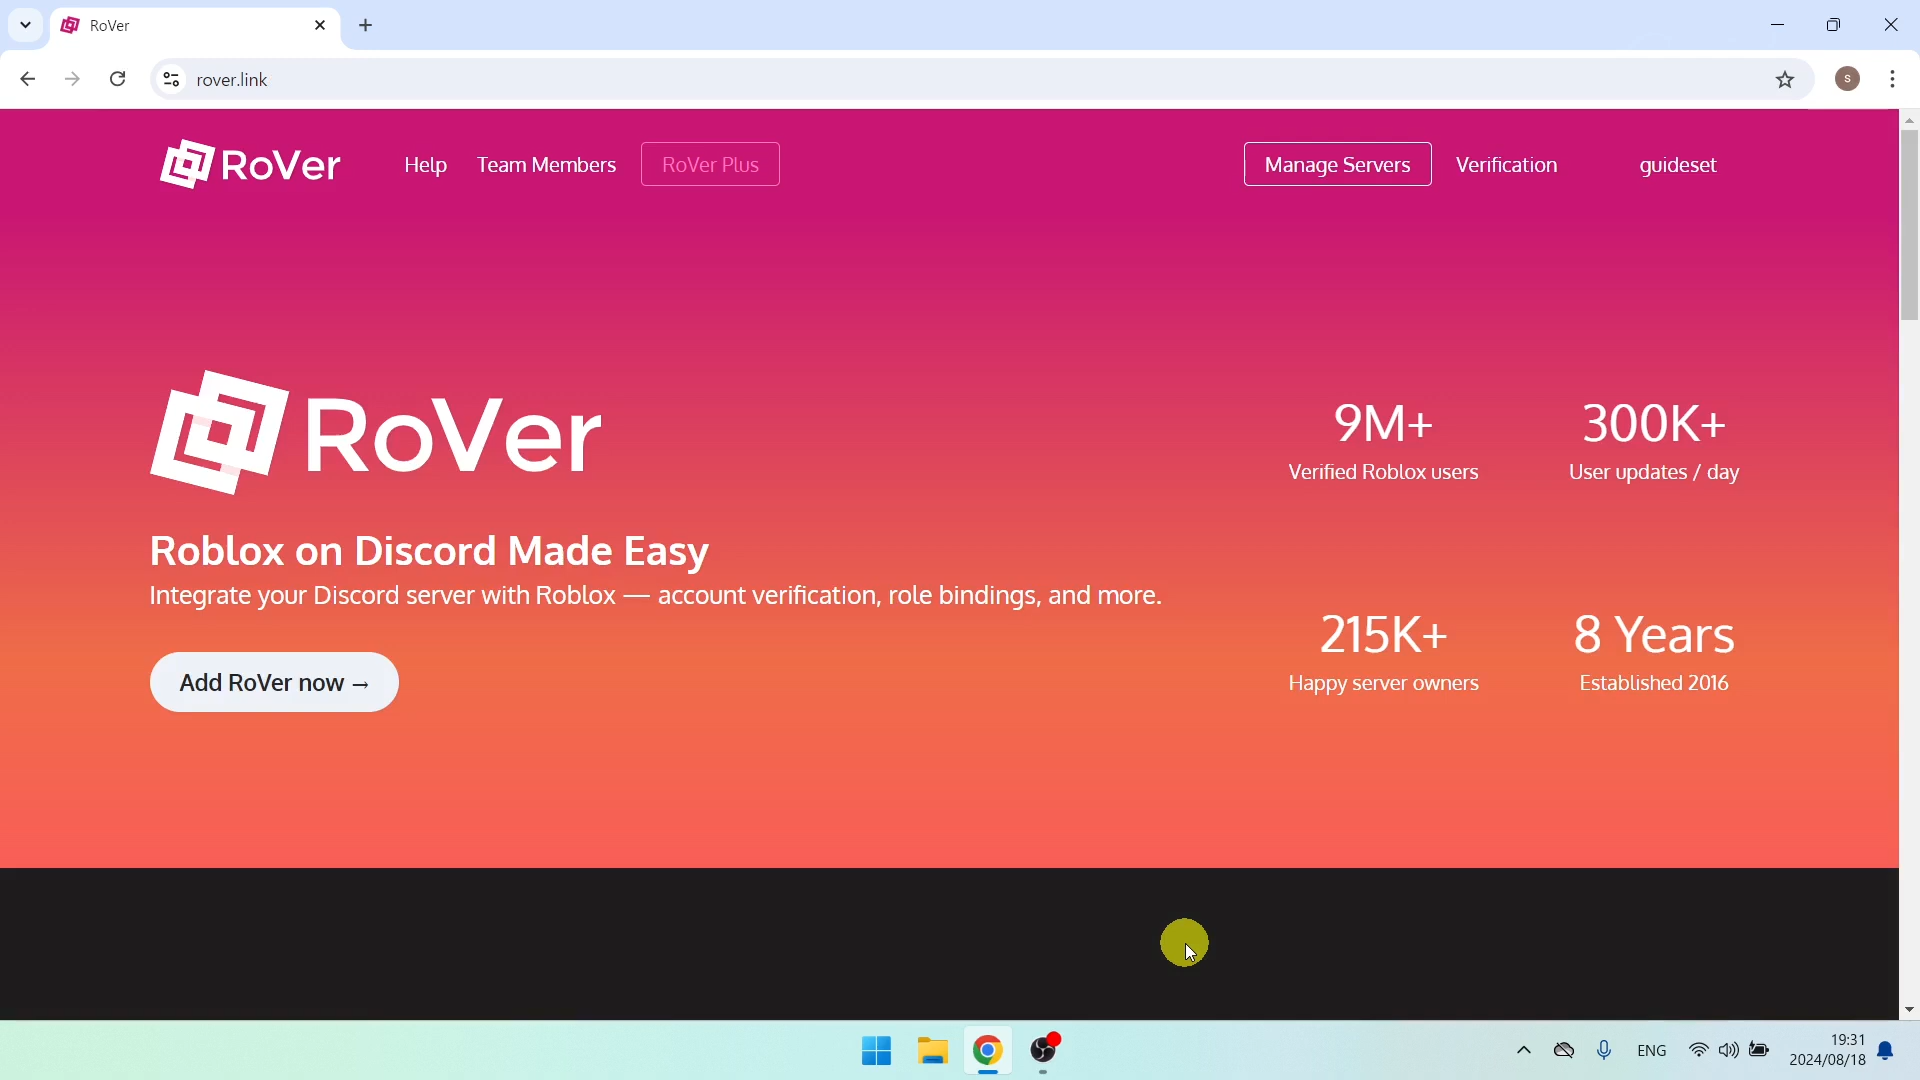 RoVer
rover.link
S
RoVer Help Team Members RoVer Plus Manage Servers Verification guideset
RoVer
9M+ 300K+
Verified Roblox users User updates / day
Roblox on Discord Made Easy
Integrate your Discord server with Roblox — account verification, role bindings, and more.
215K+ 8 Years
Happy server owners Established 2016
Add RoVer now →
ENG 19:31
2024/08/18